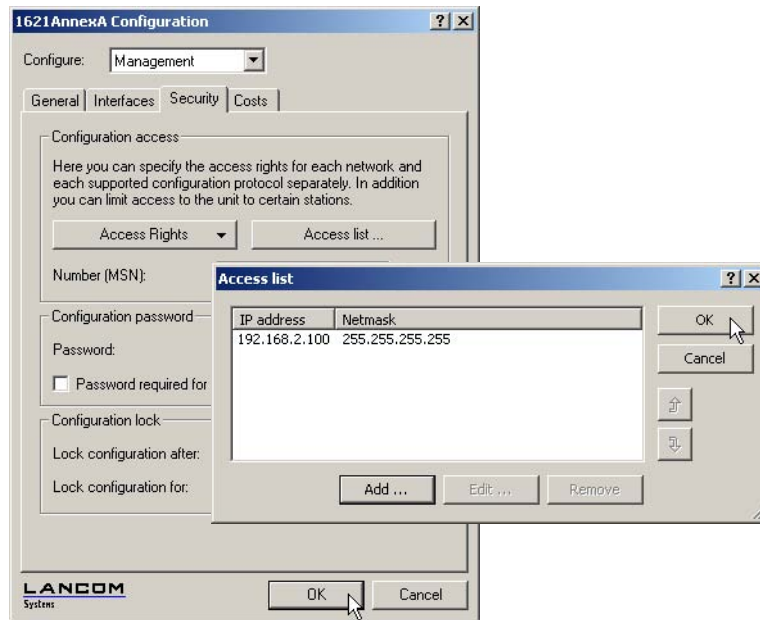 1621AnnexA Configuration
Configure: Management
General Interfaces Security Costs
Configuration access
Here you can specify the access rights for each network and
each supported configuration protocol separately. In addition
you can limit access to the unit to certain stations.
Access Rights Access list ...
Number (MSN):
Configuration password
Password:
Password required for
Configuration lock
Lock configuration after:
Lock configuration for:
Access list
IP address Netmask
192.168.2.100 255.255.255.255
OK
Cancel
Add ... Edit ... Remove
LANCOM
Systems
OK Cancel